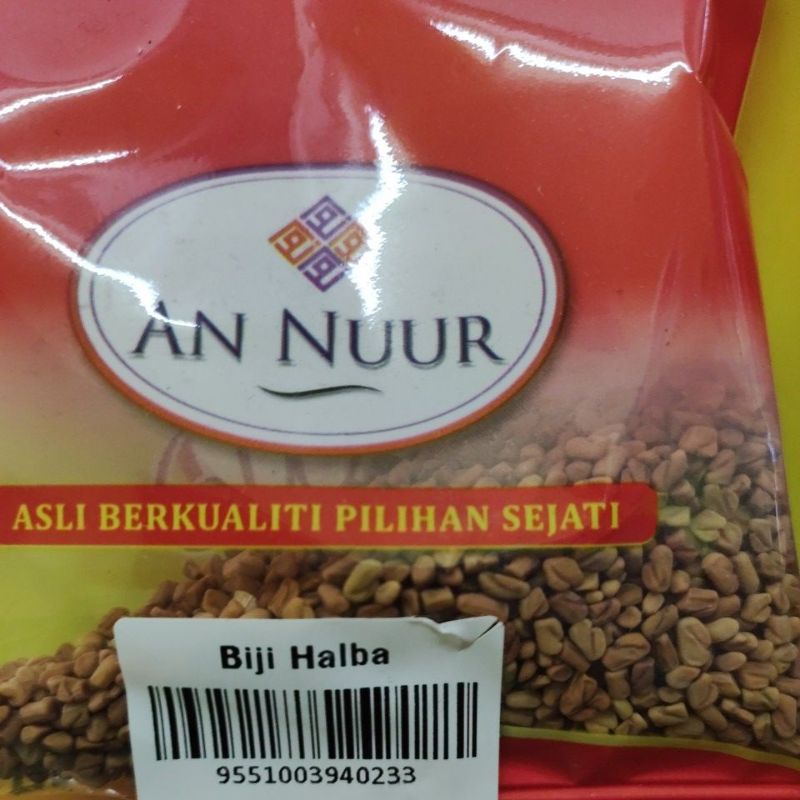 AN NUUR
ASLI BERKUALITI PILIHAN SEJATI
Biji Halba
9551003940233